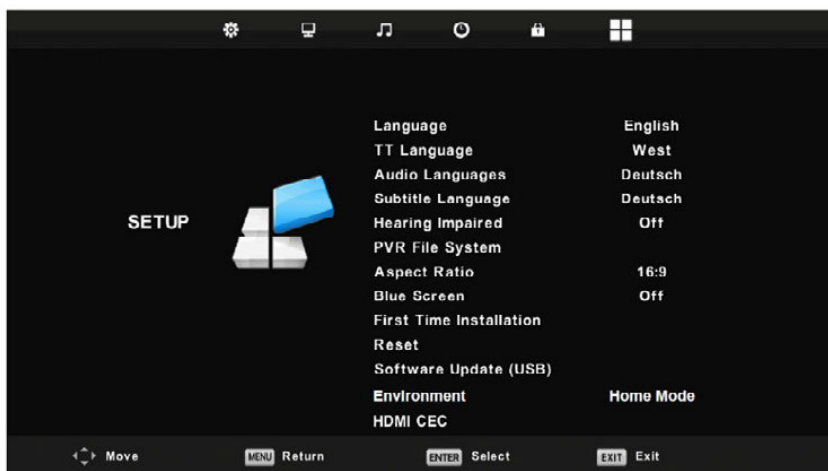 Language English
TT Language West
Audio Languages Deutsch
Subtitle Language Deutsch
SETUP
Hearing Impaired Off
PVR File System
Aspect Ratio 16:9
Blue Screen Off
First Time Installation
Reset
Software Update (USB)
Environment Home Mode
HDMI CEC
Move MENU Return ENTER Select EXIT Exit